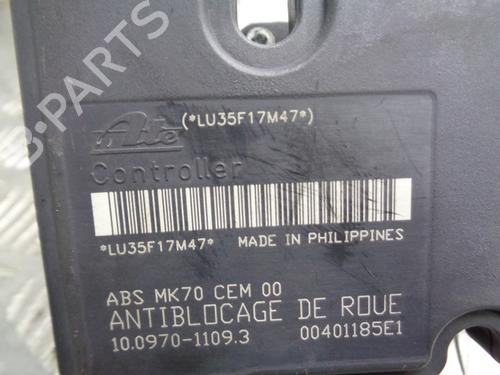 (*LU35F17M47*)
Ate
Controller
*LU35F17M47* MADE IN PHILIPPINES
ABS MK70 CEM 00
ANTIBLOCAGE DE ROUE
10.0970-1109.3 00401185E1
B-PARTS